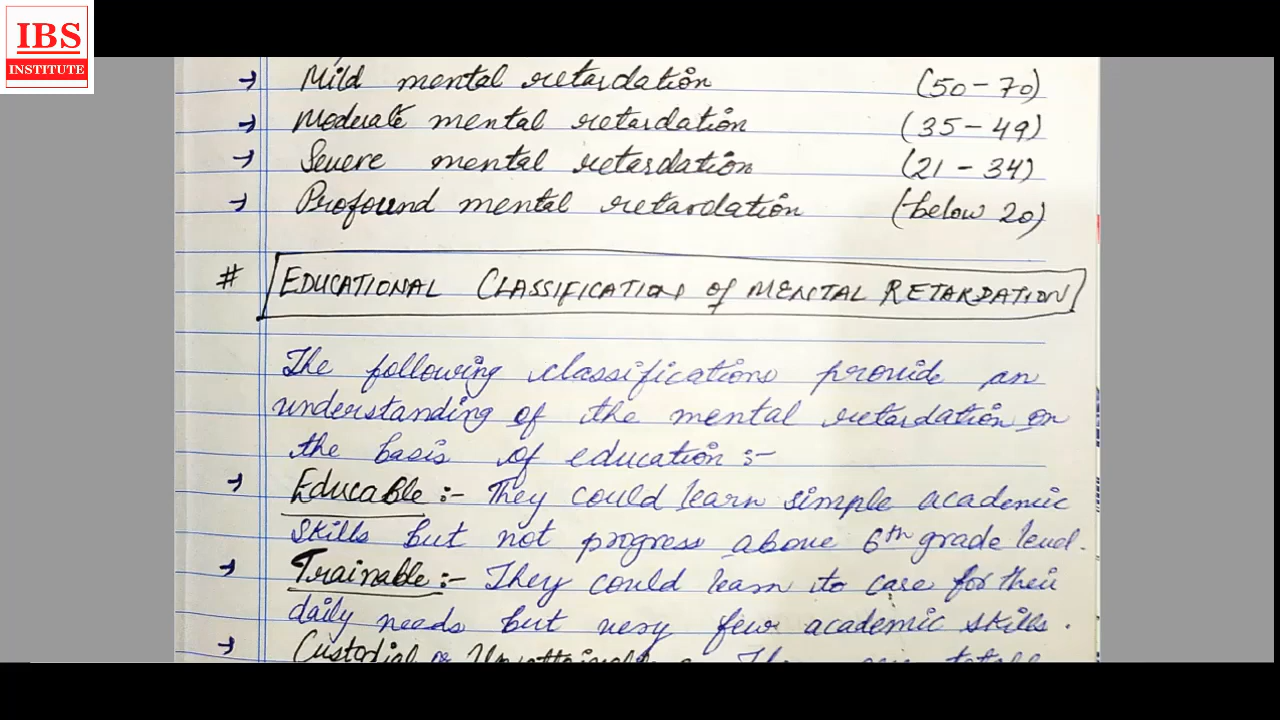 IBS
INSTITUTE
→ Mild mental retardation (50-70)
→ Moderate mental retardation (35-49)
→ Severe mental retardation (21-34)
→ Profound mental retardation (below 20)
# EDUCATIONAL CLASSIFICATION of MENTAL RETARDATION
The following classifications provide an
understanding of the mental retardation on
the basis of education :-
→ Educable :- They could learn simple academic
skills but not progress above 6th grade level.
→ Trainable :- They could learn to care for their
daily needs but very few academic skills.
→ Custodial or